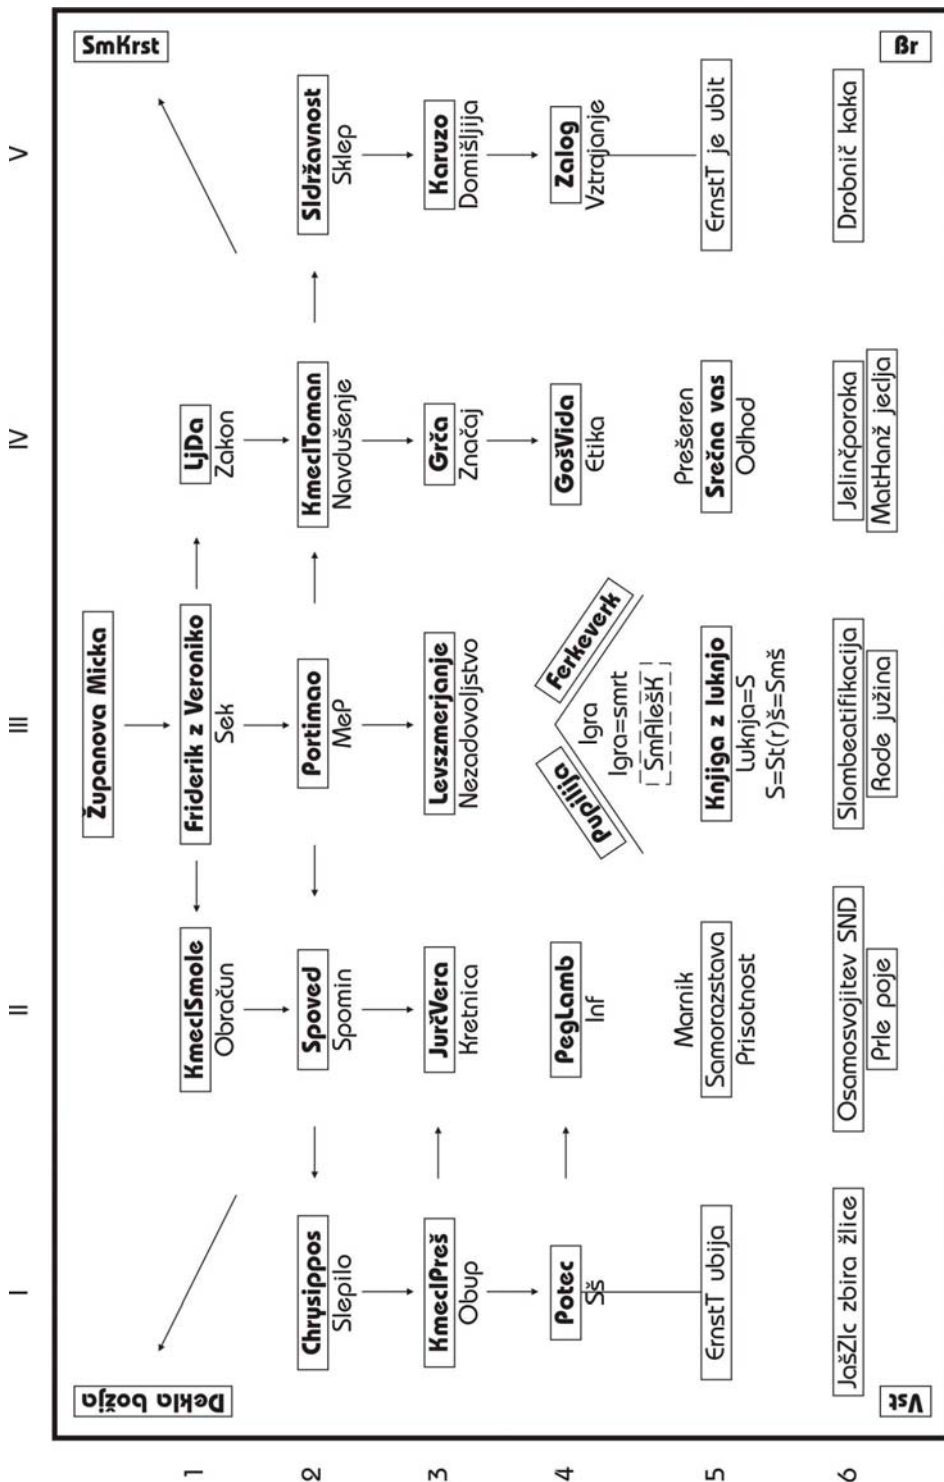 I II III IV V
Dekla božja
Županova Micka
SmKrst
1
KmeclSmole
Obračun
Friderik z Veroniko
Sek
LjDa
Zakon
2
Chrysippos
Slepilo
Spoved
Spomin
Portimao
MeP
KmeclToman
Navdušenje
Sldržavnost
Sklep
3
KmeclPreš
Obup
JurčVera
Kretnica
Levszmerjanje
Nezadovoljstvo
Grča
Značaj
Karuzo
Domišljija
4
Potec
Sš
PegLamb
Inf
Pupilija
Ferkeverk
Igra
Igra=smrt
SmAlešK
GošVida
Etika
Zalog
Vztrajanje
5
ErnstT ubija
Marnik
Samorazstava
Prisotnost
Knjiga z luknjo
Luknja=S
S=St(r)š=Smš
Prešeren
Srečna vas
Odhod
ErnstT je ubit
6
JašZlc zbira žlice
Osamosvojitev SND
Prle poje
Slombeatifikacija
Rode južina
Jelinčporoka
MatHanž jedja
Drobnič kaka
Vst
Br